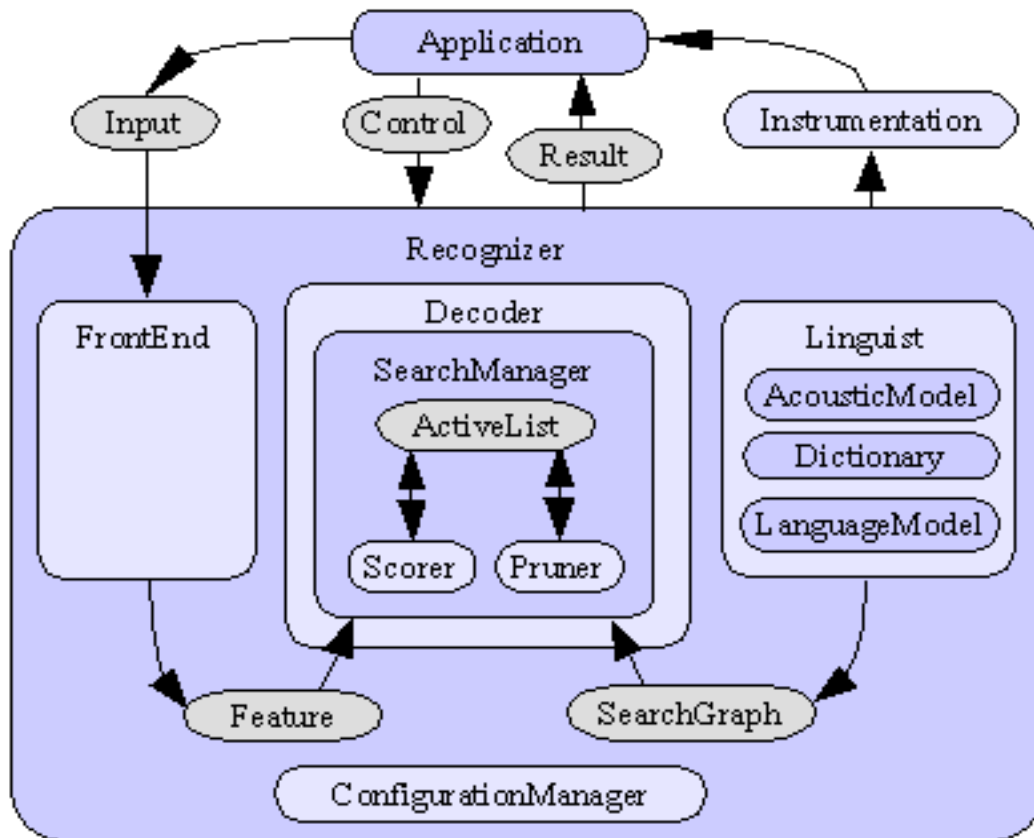 Application
Input
Control
Result
Instrumentation
Recognizer
FrontEnd
Decoder
SearchManager
ActiveList
Scorer
Pruner
Linguist
AcousticModel
Dictionary
LanguageModel
Feature
SearchGraph
ConfigurationManager